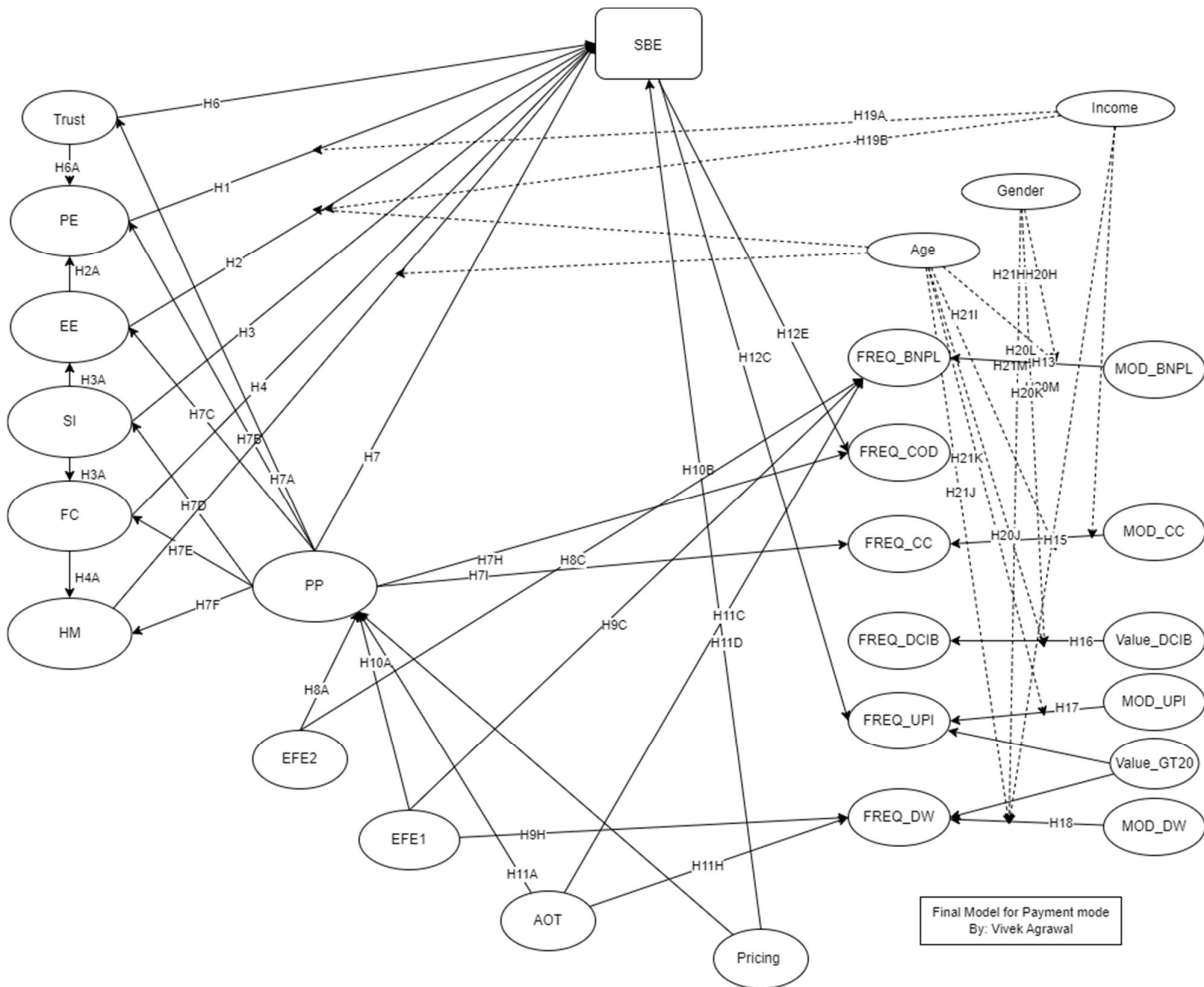 SBE
Trust
H6
H19A
Income
H6A
H19B
PE
H1
Gender
H2A
H2
Age
H21H
H20H
EE
H21I
H3A
H3
H12E
H12C
FREQ_BNPL
H20L
H13
H21M
MOD_BNPL
H4
H20K
SI
H7C
H7B
H7
FREQ_COD
H3A
H7A
H10B
H21K
H7D
H21J
FC
H7E
H7H
H8C
FREQ_CC
H20J
H15
MOD_CC
H4A
H7I
PP
H7F
HM
H9C
H11C
FREQ_DCIB
H16
Value_DCIB
H11D
H10A
H8A
FREQ_UPI
H17
MOD_UPI
EFE2
Value_GT20
EFE1
H9H
FREQ_DW
H18
MOD_DW
H11A
H11H
AOT
Final Model for Payment mode
By: Vivek Agrawal
Pricing